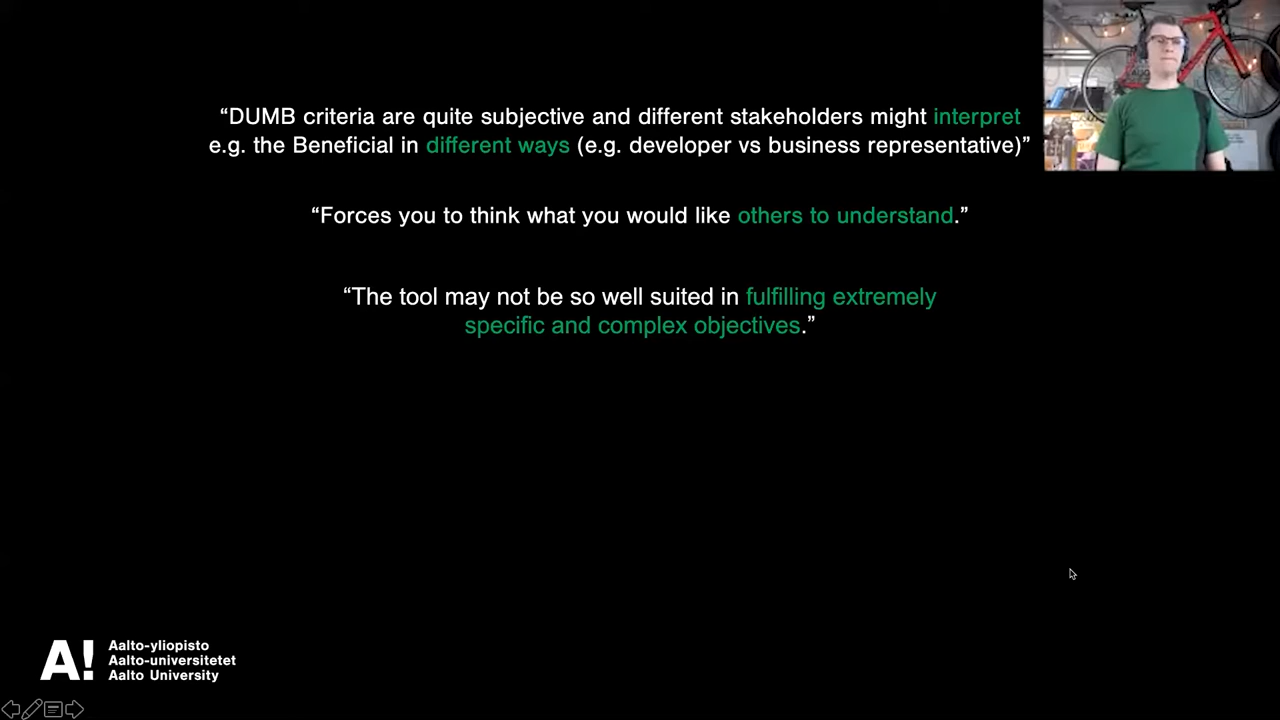 “DUMB criteria are quite subjective and different stakeholders might interpret
e.g. the Beneficial in different ways (e.g. developer vs business representative)”
“Forces you to think what you would like others to understand.”
“The tool may not be so well suited in fulfilling extremely
specific and complex objectives.”
A! Aalto-yliopisto
Aalto-universitetet
Aalto University